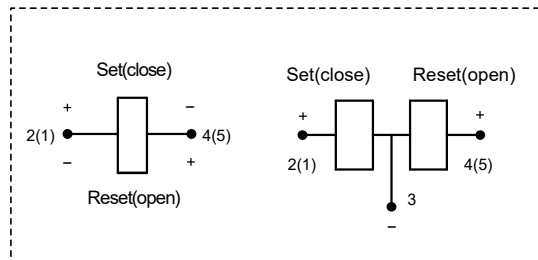 Set(close)
+ −
2(1) 4(5)
− +
Reset(open)
Set(close) Reset(open)
+ +
2(1) 4(5)
3
−